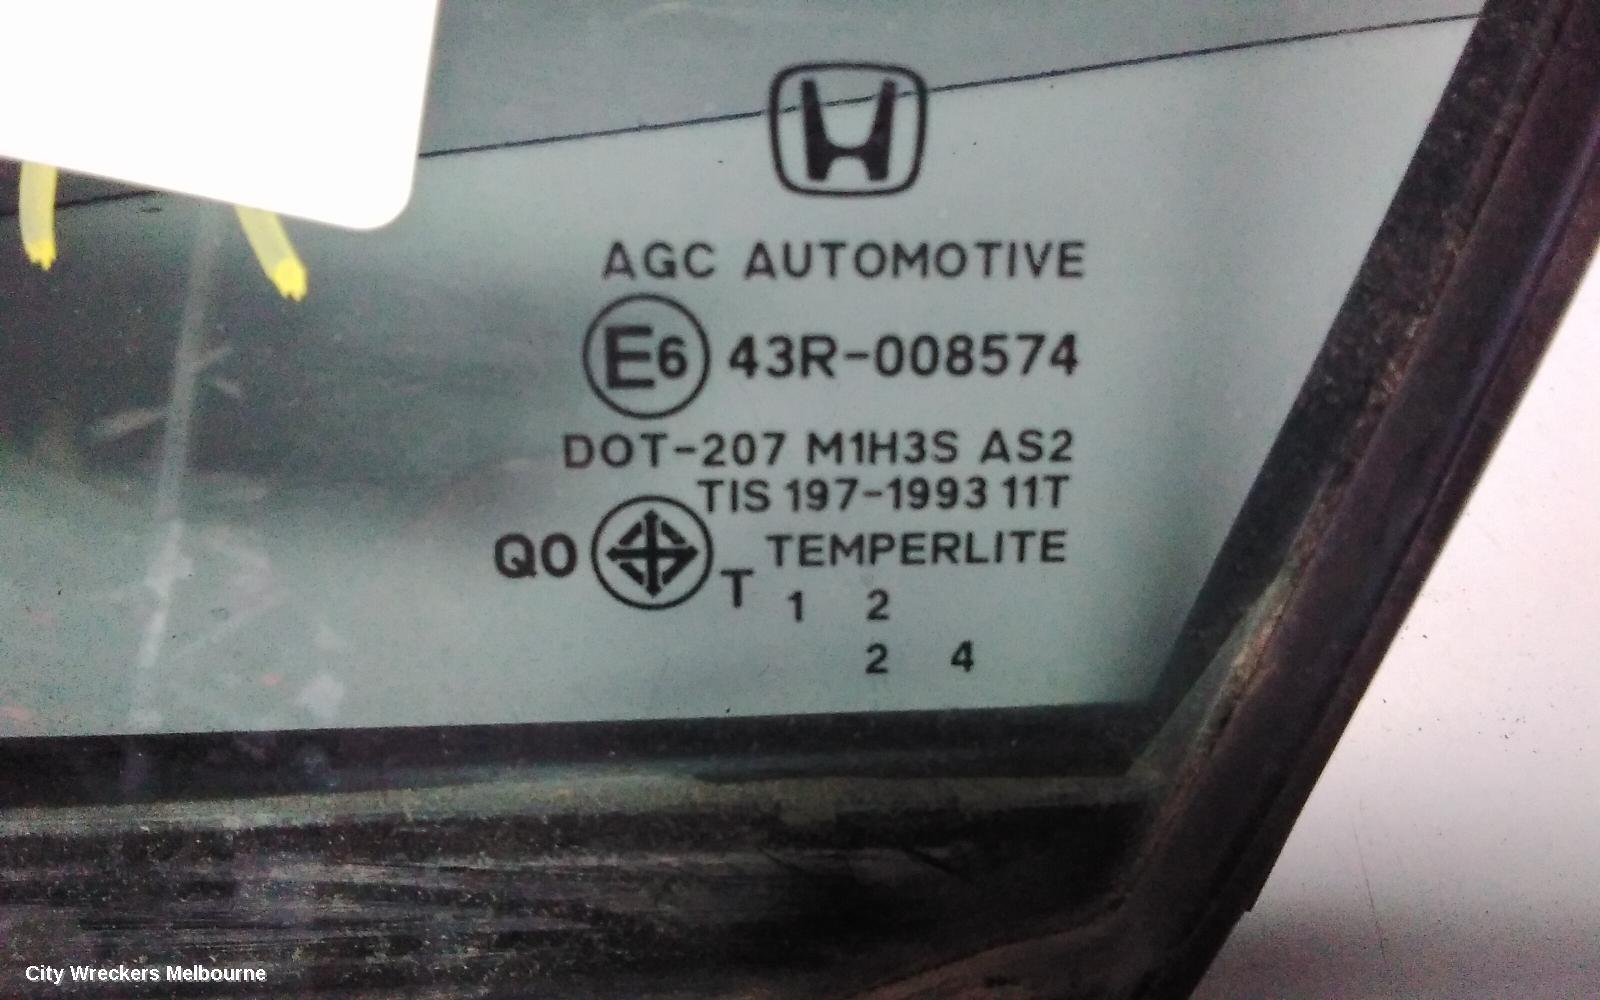 AGC AUTOMOTIVE
E6 43R-008574
DOT-207 M1H3S AS2
TIS 197-1993 11T
QO T TEMPERLITE
1 2
2 4
City Wreckers Melbourne